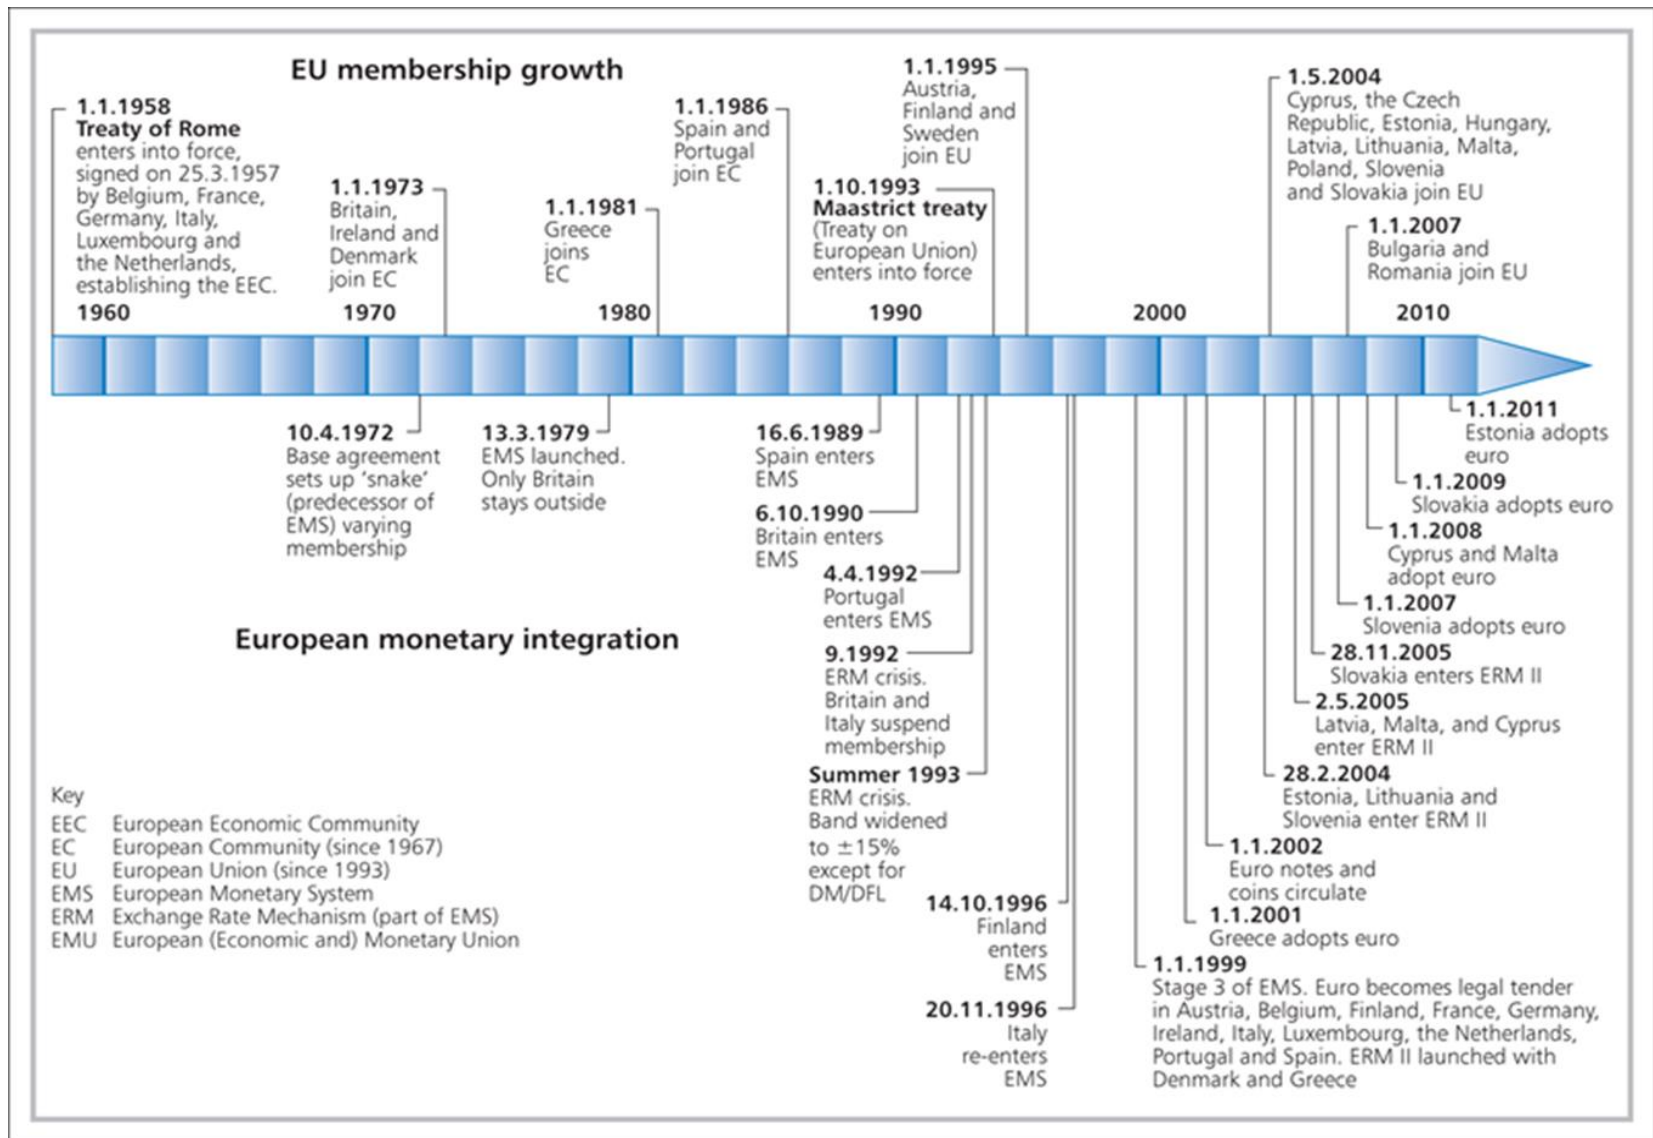 EU membership growth
1.1.1958
Treaty of Rome
enters into force,
signed on 25.3.1957
by Belgium, France,
Germany, Italy,
Luxembourg and
the Netherlands,
establishing the EEC.
1.1.1973
Britain,
Ireland and
Denmark
join EC
1.1.1981
Greece
joins
EC
1.1.1986
Spain and
Portugal
join EC
1.10.1993
Maastrict treaty
(Treaty on
European Union)
enters into force
1.1.1995
Austria,
Finland and
Sweden
join EU
1.5.2004
Cyprus, the Czech
Republic, Estonia, Hungary,
Latvia, Lithuania, Malta,
Poland, Slovenia
and Slovakia join EU
1.1.2007
Bulgaria and
Romania join EU
1960
1970
1980
1990
2000
2010
10.4.1972
Base agreement
sets up ‘snake’
(predecessor of
EMS) varying
membership
13.3.1979
EMS launched.
Only Britain
stays outside
16.6.1989
Spain enters
EMS
6.10.1990
Britain enters
EMS
4.4.1992
Portugal
enters EMS
9.1992
ERM crisis.
Britain and
Italy suspend
membership
Summer 1993
ERM crisis.
Band widened
to ±15%
except for
DM/DFL
14.10.1996
Finland
enters
EMS
20.11.1996
Italy
re-enters
EMS
1.1.2011
Estonia adopts
euro
1.1.2009
Slovakia adopts euro
1.1.2008
Cyprus and Malta
adopt euro
1.1.2007
Slovenia adopts euro
28.11.2005
Slovakia enters ERM II
2.5.2005
Latvia, Malta, and Cyprus
enter ERM II
28.2.2004
Estonia, Lithuania and
Slovenia enter ERM II
1.1.2002
Euro notes and
coins circulate
1.1.2001
Greece adopts euro
1.1.1999
Stage 3 of EMS. Euro becomes legal tender
in Austria, Belgium, Finland, France, Germany,
Ireland, Italy, Luxembourg, the Netherlands,
Portugal and Spain. ERM II launched with
Denmark and Greece
European monetary integration
Key
EEC European Economic Community
EC European Community (since 1967)
EU European Union (since 1993)
EMS European Monetary System
ERM Exchange Rate Mechanism (part of EMS)
EMU European (Economic and) Monetary Union